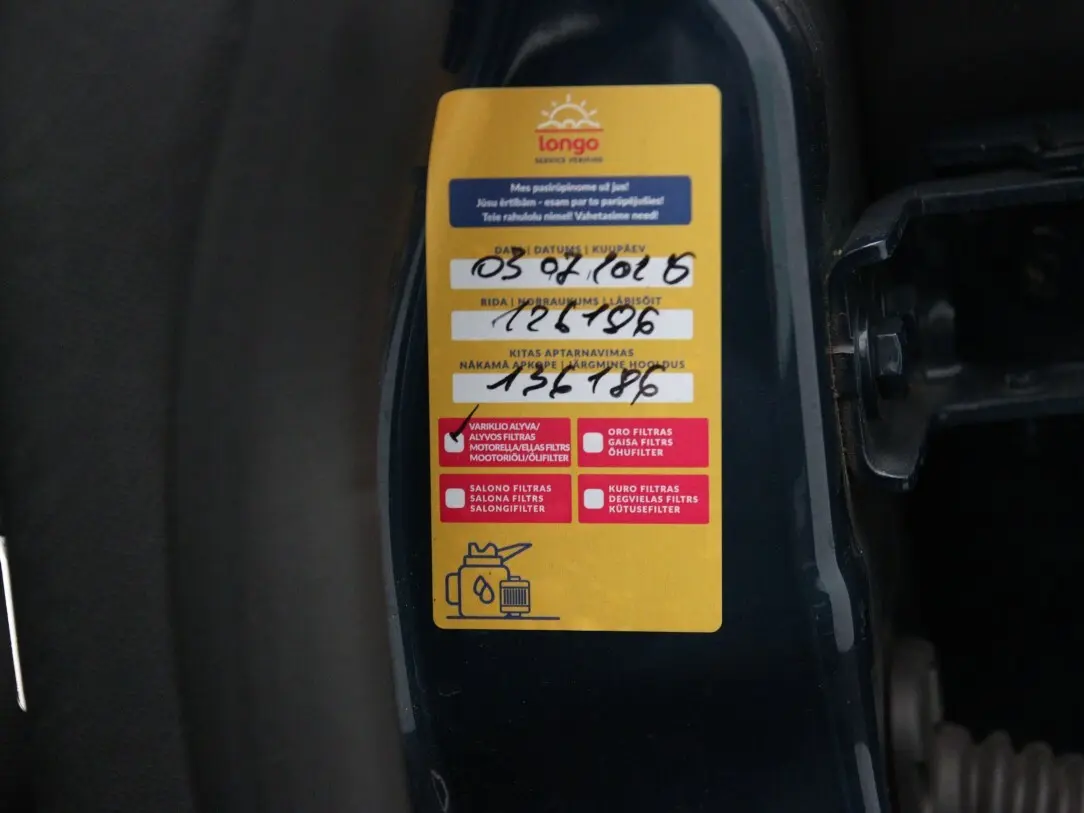 longo
SERVICE VERIFIED
Mes pasirūpinome už jus!
Jūsu ērtībām - esam par to parūpējušies!
Teie rahulolu nimel! Vahetasime need!
DATA | DATUMS | KUUPÄEV
03 07
RIDA | NOBRAUKUMS | LÄBISÕIT
126186
KITAS APTARNAVIMAS
NĀKAMĀ APKOPE | JÄRGMINE HOOLDUS
136186
VARIKLIO ALYVA/
ALYVOS FILTRAS
MOTOREĻĻA/EĻĻAS FILTRS
MOOTORIÕLI/ÕLIFILTER
ORO FILTRAS
GAISA FILTRS
ÕHUFILTER
SALONO FILTRAS
SALONA FILTRS
SALONGIFILTER
KURO FILTRAS
DEGVIELAS FILTRS
KÜTUSEFILTER